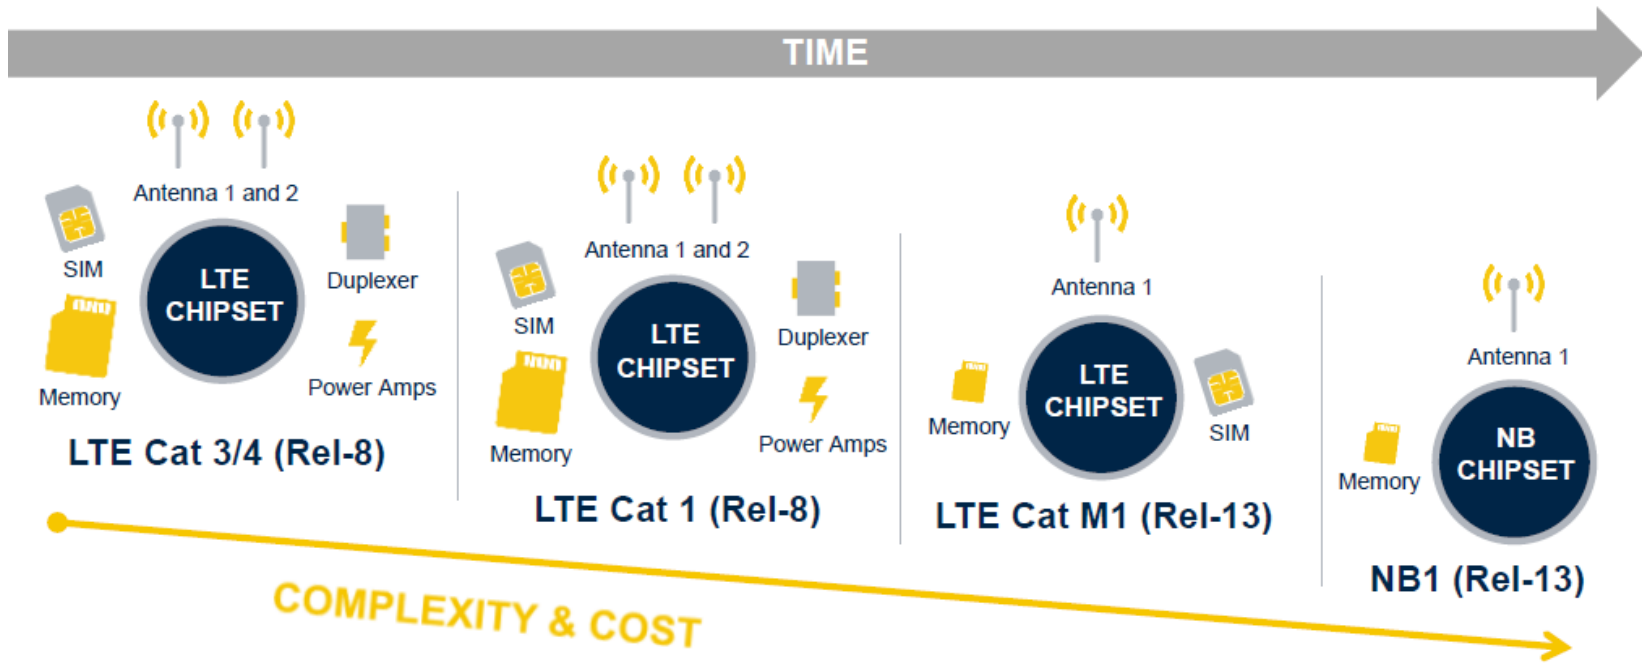 TIME
Antenna 1 and 2
SIM
LTE
CHIPSET
Duplexer
Memory
Power Amps
LTE Cat 3/4 (Rel-8)
Antenna 1 and 2
SIM
LTE
CHIPSET
Duplexer
Memory
Power Amps
LTE Cat 1 (Rel-8)
Antenna 1
LTE
CHIPSET
Memory
SIM
LTE Cat M1 (Rel-13)
Antenna 1
NB
CHIPSET
Memory
NB1 (Rel-13)
COMPLEXITY & COST